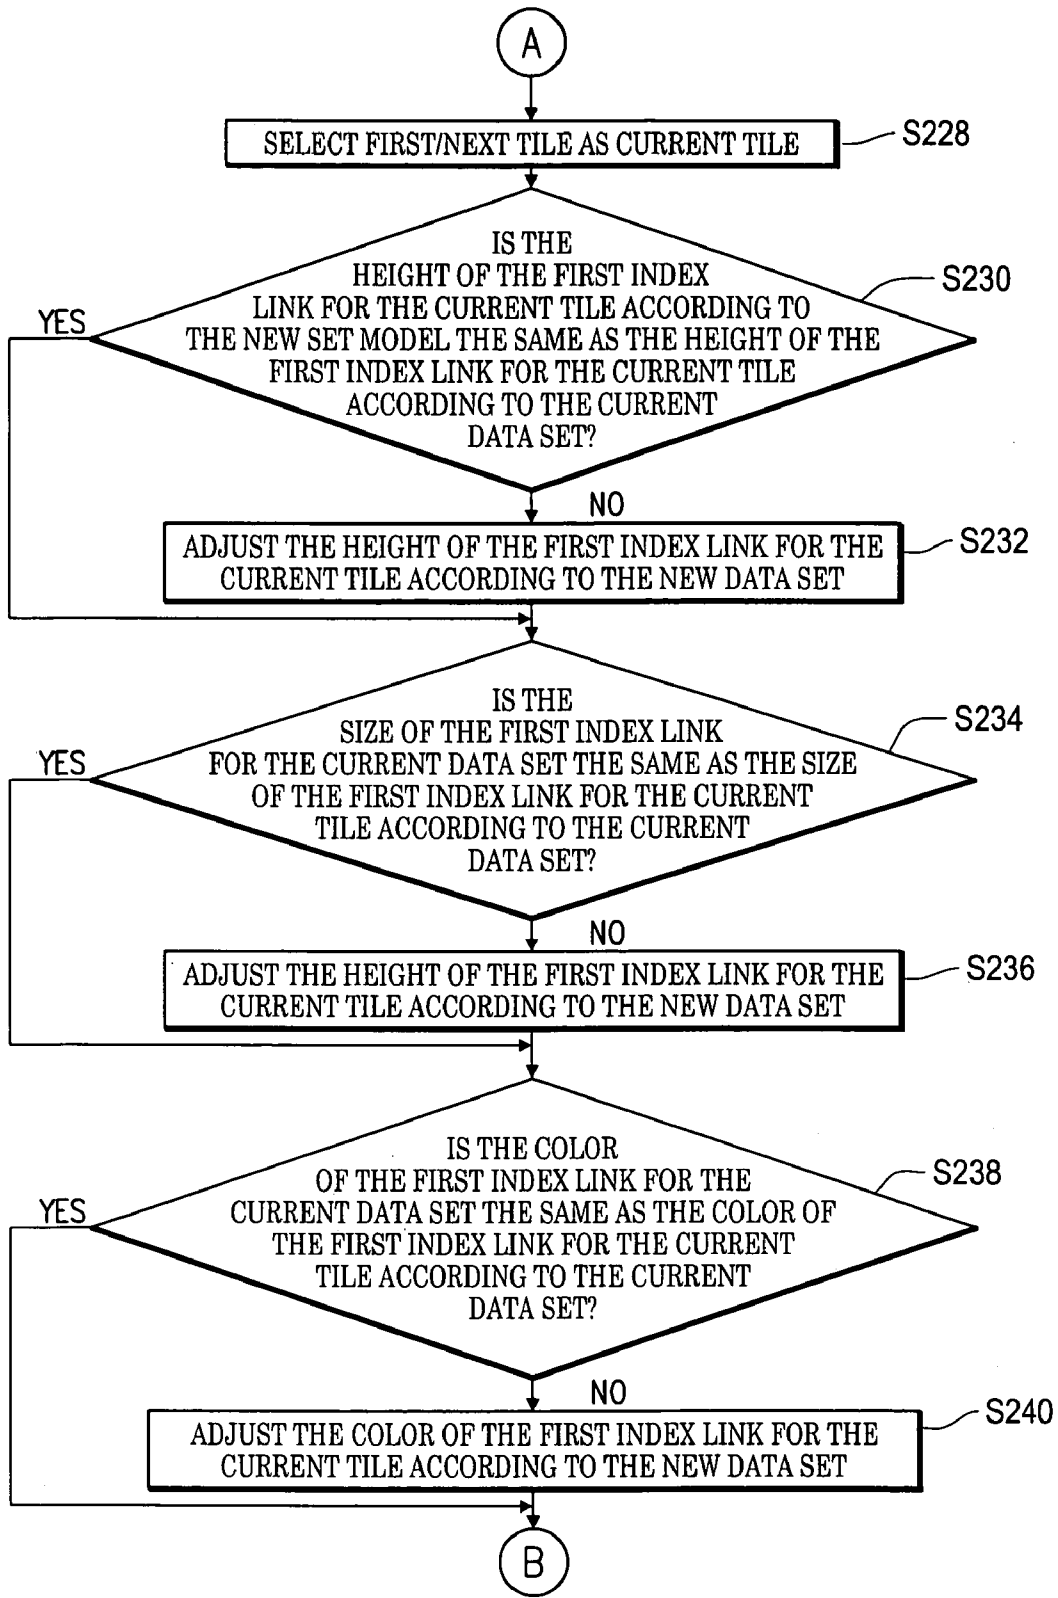 A
SELECT FIRST/NEXT TILE AS CURRENT TILE
S228
IS THE
HEIGHT OF THE FIRST INDEX
LINK FOR THE CURRENT TILE ACCORDING TO
THE NEW SET MODEL THE SAME AS THE HEIGHT OF THE
FIRST INDEX LINK FOR THE CURRENT TILE
ACCORDING TO THE CURRENT
DATA SET?
S230
YES
NO
ADJUST THE HEIGHT OF THE FIRST INDEX LINK FOR THE
CURRENT TILE ACCORDING TO THE NEW DATA SET
S232
IS THE
SIZE OF THE FIRST INDEX LINK
FOR THE CURRENT DATA SET THE SAME AS THE SIZE
OF THE FIRST INDEX LINK FOR THE CURRENT
TILE ACCORDING TO THE CURRENT
DATA SET?
S234
YES
NO
ADJUST THE HEIGHT OF THE FIRST INDEX LINK FOR THE
CURRENT TILE ACCORDING TO THE NEW DATA SET
S236
IS THE COLOR
OF THE FIRST INDEX LINK FOR THE
CURRENT DATA SET THE SAME AS THE COLOR OF
THE FIRST INDEX LINK FOR THE CURRENT
TILE ACCORDING TO THE CURRENT
DATA SET?
S238
YES
NO
ADJUST THE COLOR OF THE FIRST INDEX LINK FOR THE
CURRENT TILE ACCORDING TO THE NEW DATA SET
S240
B